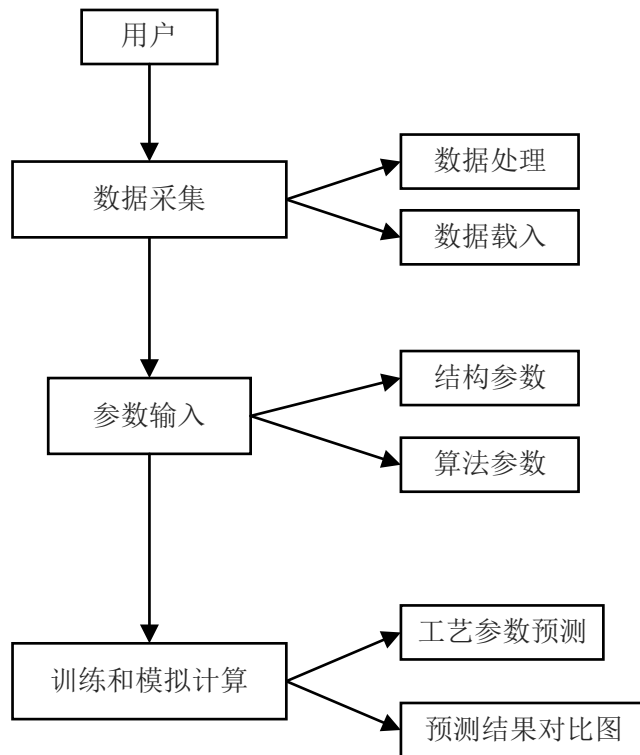 用户
数据采集
数据处理
数据载入
参数输入
结构参数
算法参数
训练和模拟计算
工艺参数预测
预测结果对比图